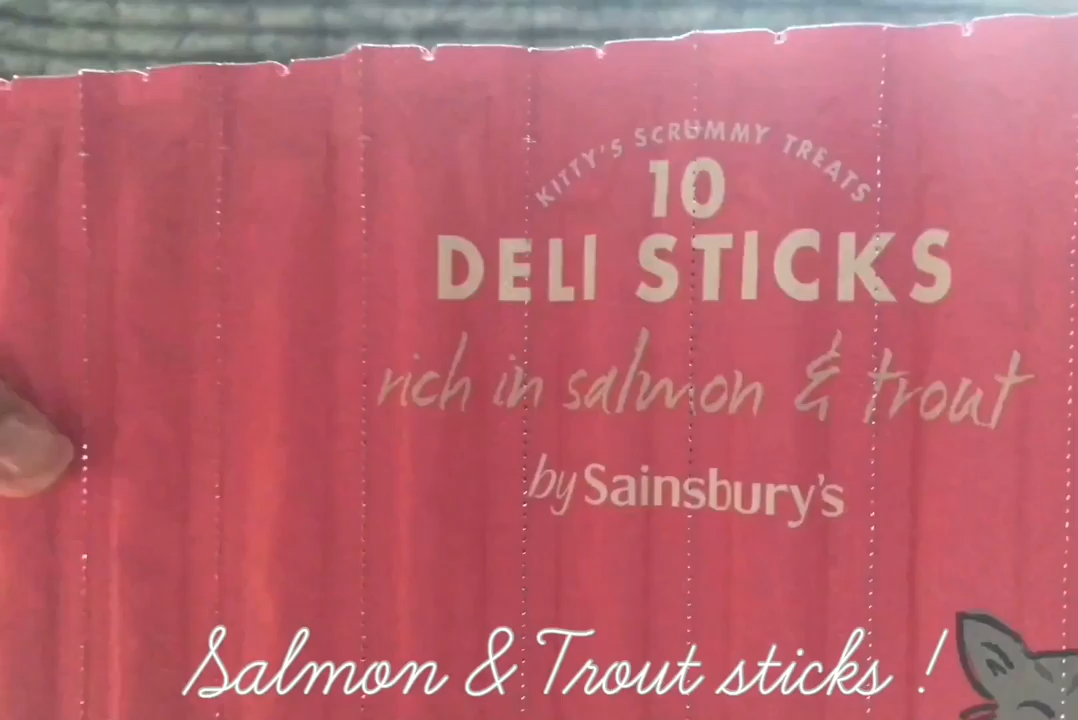 KITTY'S SCRUMMY TREATS
10
DELI STICKS
rich in salmon & trout
by Sainsbury's
Salmon & Trout sticks !